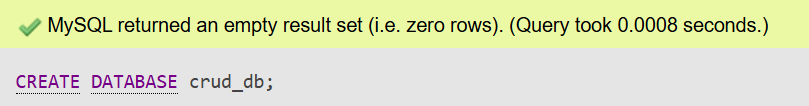 MySQL returned an empty result set (i.e. zero rows). (Query took 0.0008 seconds.)
CREATE DATABASE crud_db;